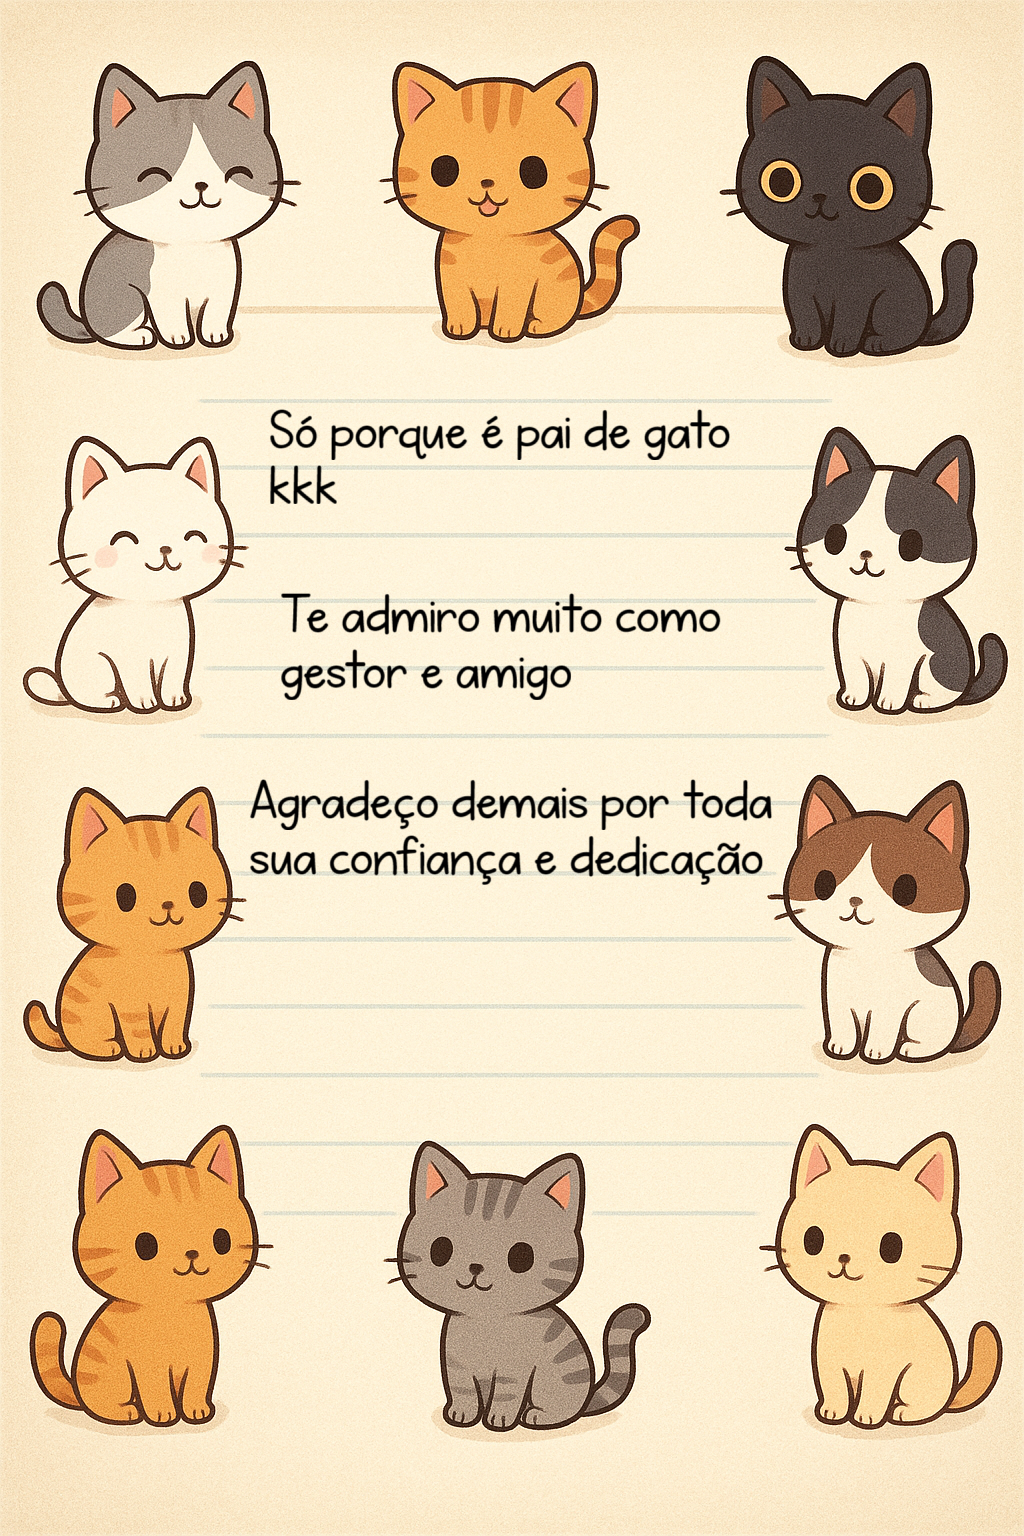 Só porque é pai de gato
kkk
Te admiro muito como
gestor e amigo
Agradeço demais por toda
sua confiança e dedicação